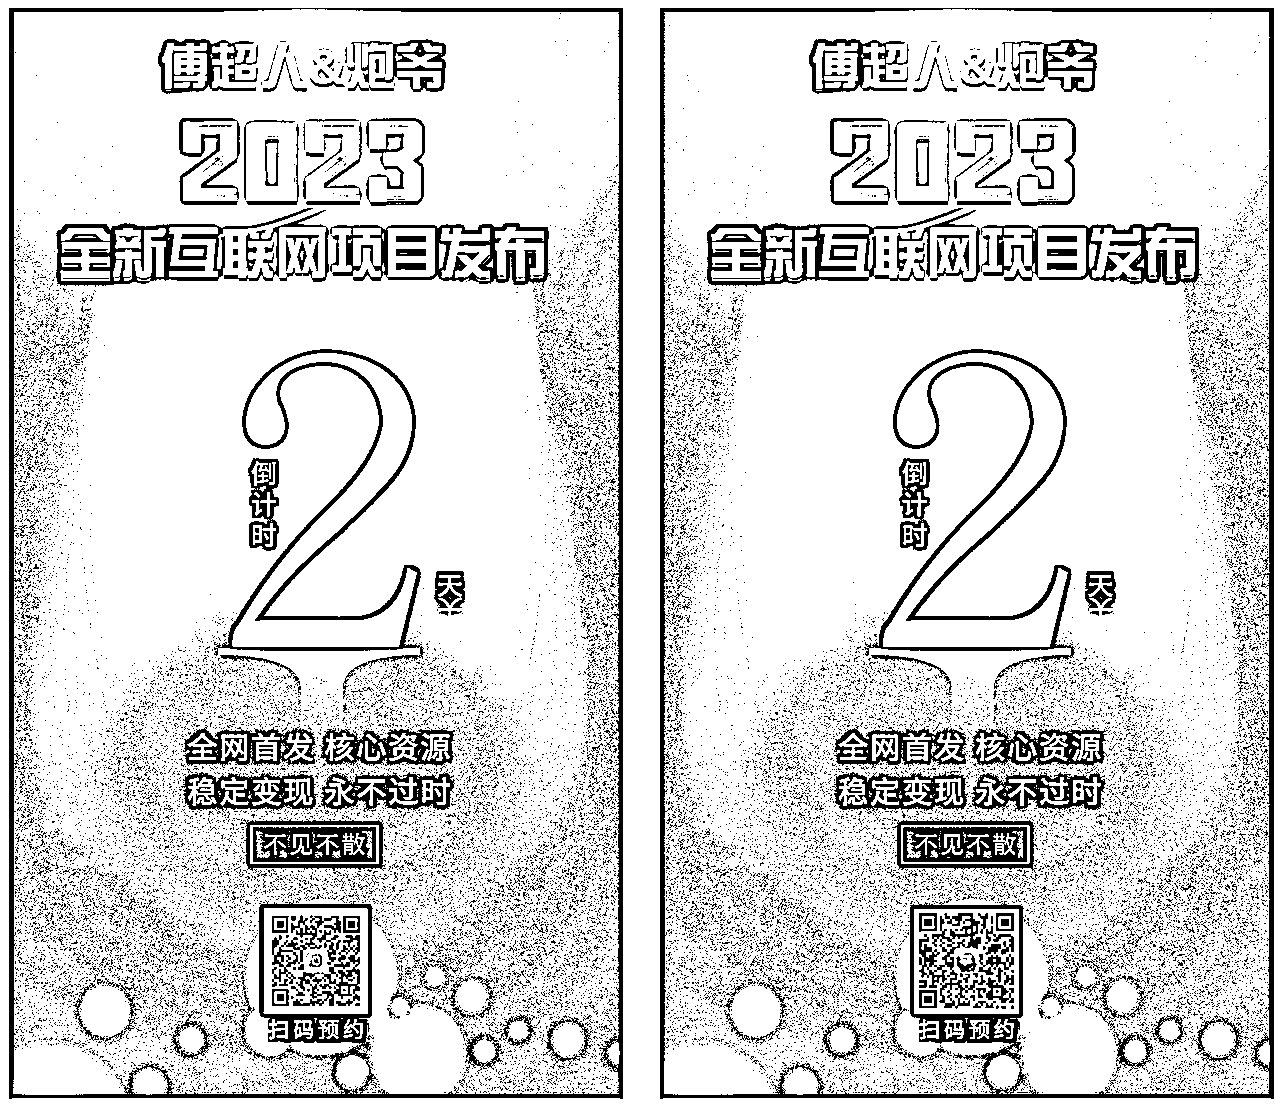 傅超人&炮爷
2023
全新互联网项目发布
2
倒计时
天
全网首发 核心资源
稳定变现 永不过时
不见不散
扫码预约
傅超人&炮爷
2023
全新互联网项目发布
2
倒计时
天
全网首发 核心资源
稳定变现 永不过时
不见不散
扫码预约